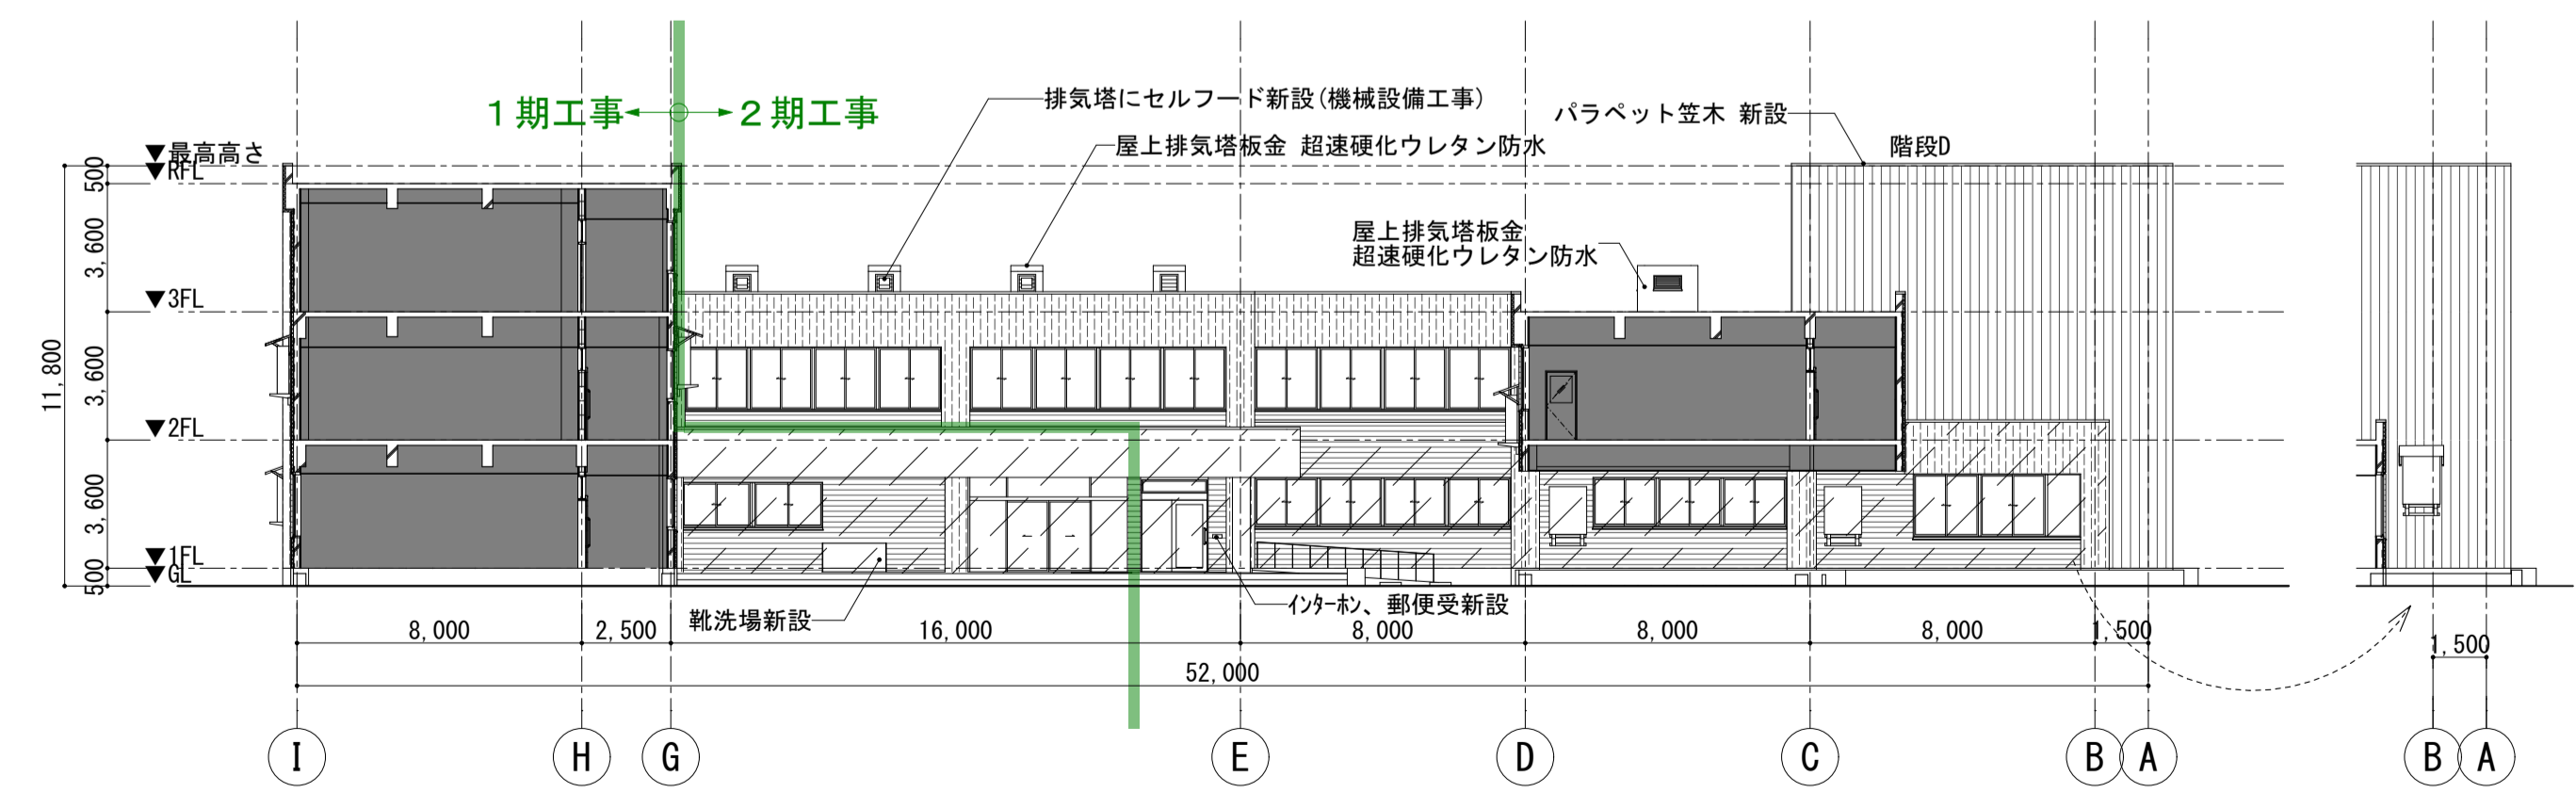 排気塔にセルフード新設(機械設備工事)
1期工事
2期工事
パラペット笠木 新設
屋上排気塔板金 超速硬化ウレタン防水
階段D
▼最高高さ
▼RFL
500
屋上排気塔板金
超速硬化ウレタン防水
3,600
▼3FL
11,800
3,600
▼2FL
3,600
▼1FL
▼GL
500
靴洗場新設
インターホン、郵便受新設
8,000
2,500
16,000
8,000
8,000
8,000
1,500
1,500
52,000
I
H
G
E
D
C
B
A
B
A